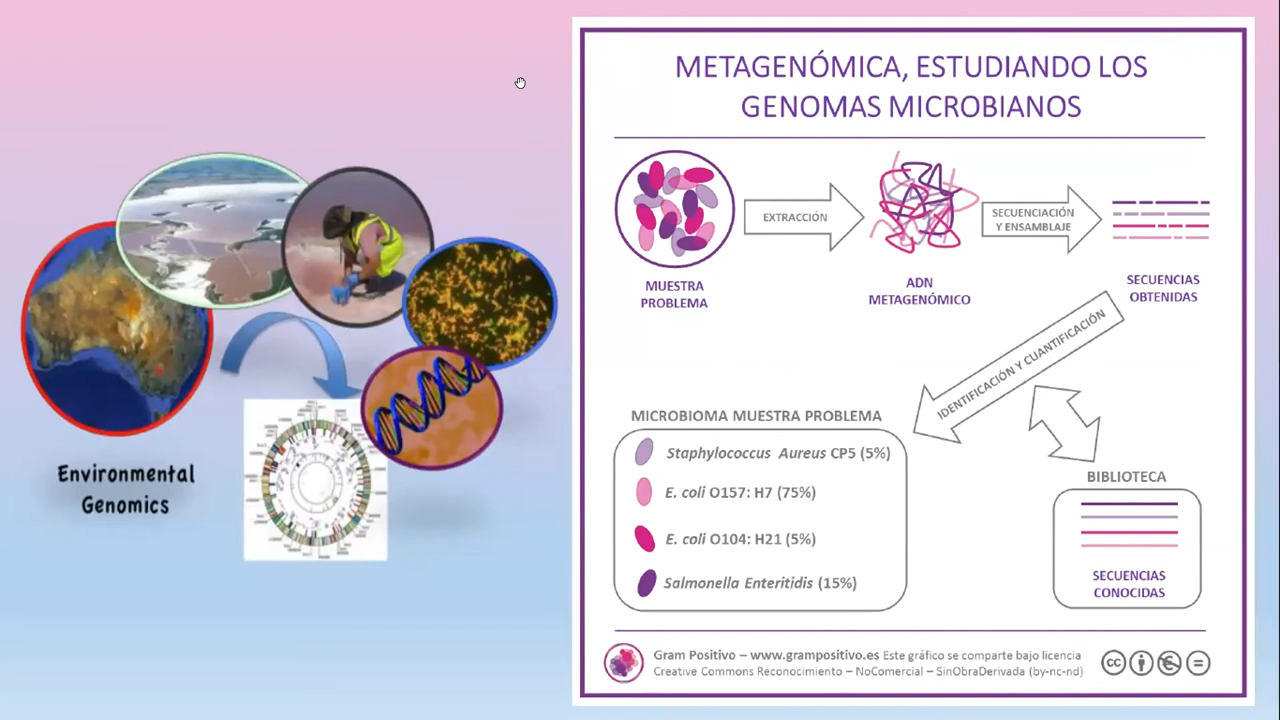 Environmental
Genomics
METAGENÓMICA, ESTUDIANDO LOS
GENOMAS MICROBIANOS
MUESTRA
PROBLEMA
EXTRACCIÓN
ADN
METAGENÓMICO
SECUENCIACIÓN
Y ENSAMBLAJE
SECUENCIAS
OBTENIDAS
IDENTIFICACIÓN Y CUANTIFICACIÓN
MICROBIOMA MUESTRA PROBLEMA
Staphylococcus Aureus CP5 (5%)
E. coli O157: H7 (75%)
E. coli O104: H21 (5%)
Salmonella Enteritidis (15%)
BIBLIOTECA
SECUENCIAS
CONOCIDAS
Gram Positivo – www.grampositivo.es Este gráfico se comparte bajo licencia
Creative Commons Reconocimiento – NoComercial – SinObraDerivada (by-nc-nd)
cc